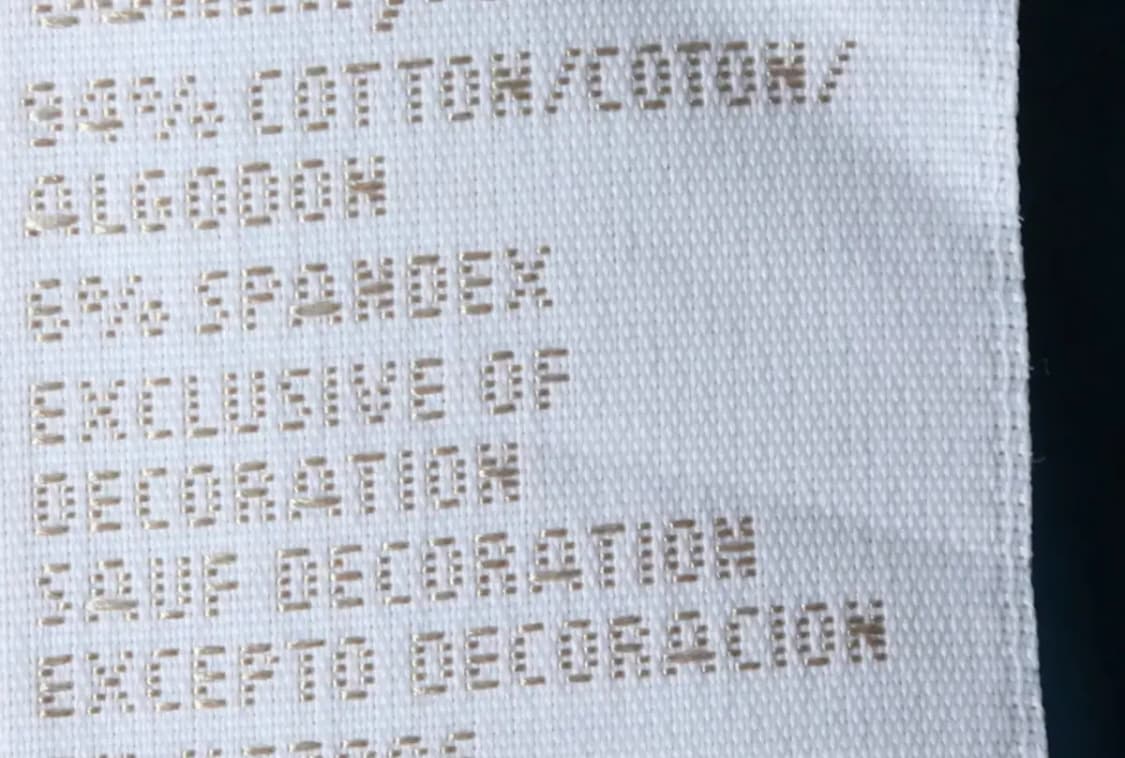 94% COTTON/COTON/
ALGODON
6% SPANDEX
EXCLUSIVE OF
DECORATION
SAUF DECORATION
EXCEPTO DECORACION